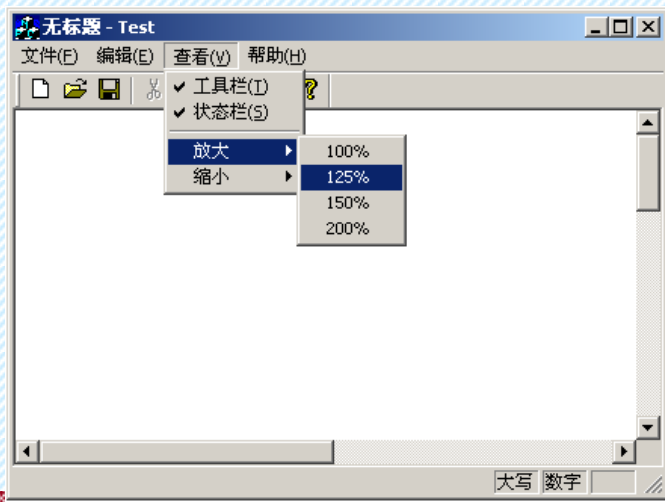 无标题 - Test
文件(F) 编辑(E) 查看(V) 帮助(H)
工具栏(T)
状态栏(S)
放大
缩小
100%
125%
150%
200%
大写 数字